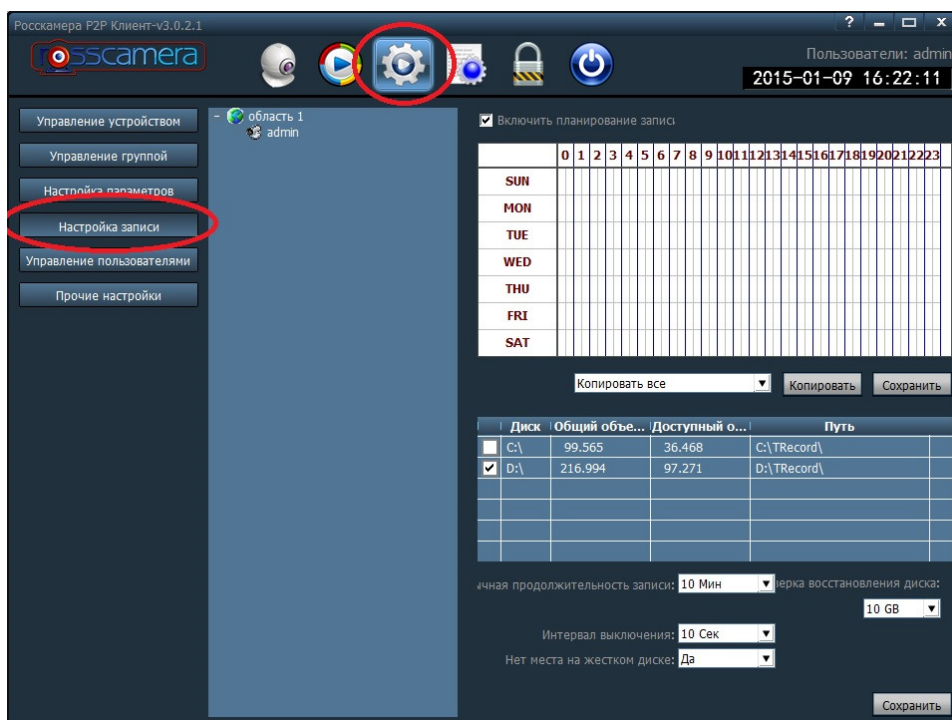 Росскамера P2P Клиент-v3.0.2.1
rosscamera
Пользователи: admin
2015-01-09 16:22:11
Управление устройством
Управление группой
Настройка параметров
Настройка записи
Управление пользователями
Прочие настройки
- область 1
admin
Включить планирование записи
0 1 2 3 4 5 6 7 8 9 10 11 12 13 14 15 16 17 18 19 20 21 22 23
SUN
MON
TUE
WED
THU
FRI
SAT
Копировать все Копировать Сохранить
Диск Общий объе... Доступный о... Путь
C:\ 99.565 36.468 C:\TRecord\
D:\ 216.994 97.271 D:\TRecord\
чная продолжительность записи: 10 Мин ерка восстановления диска:
10 GB
Интервал выключения: 10 Сек
Нет места на жестком диске: Да
Сохранить